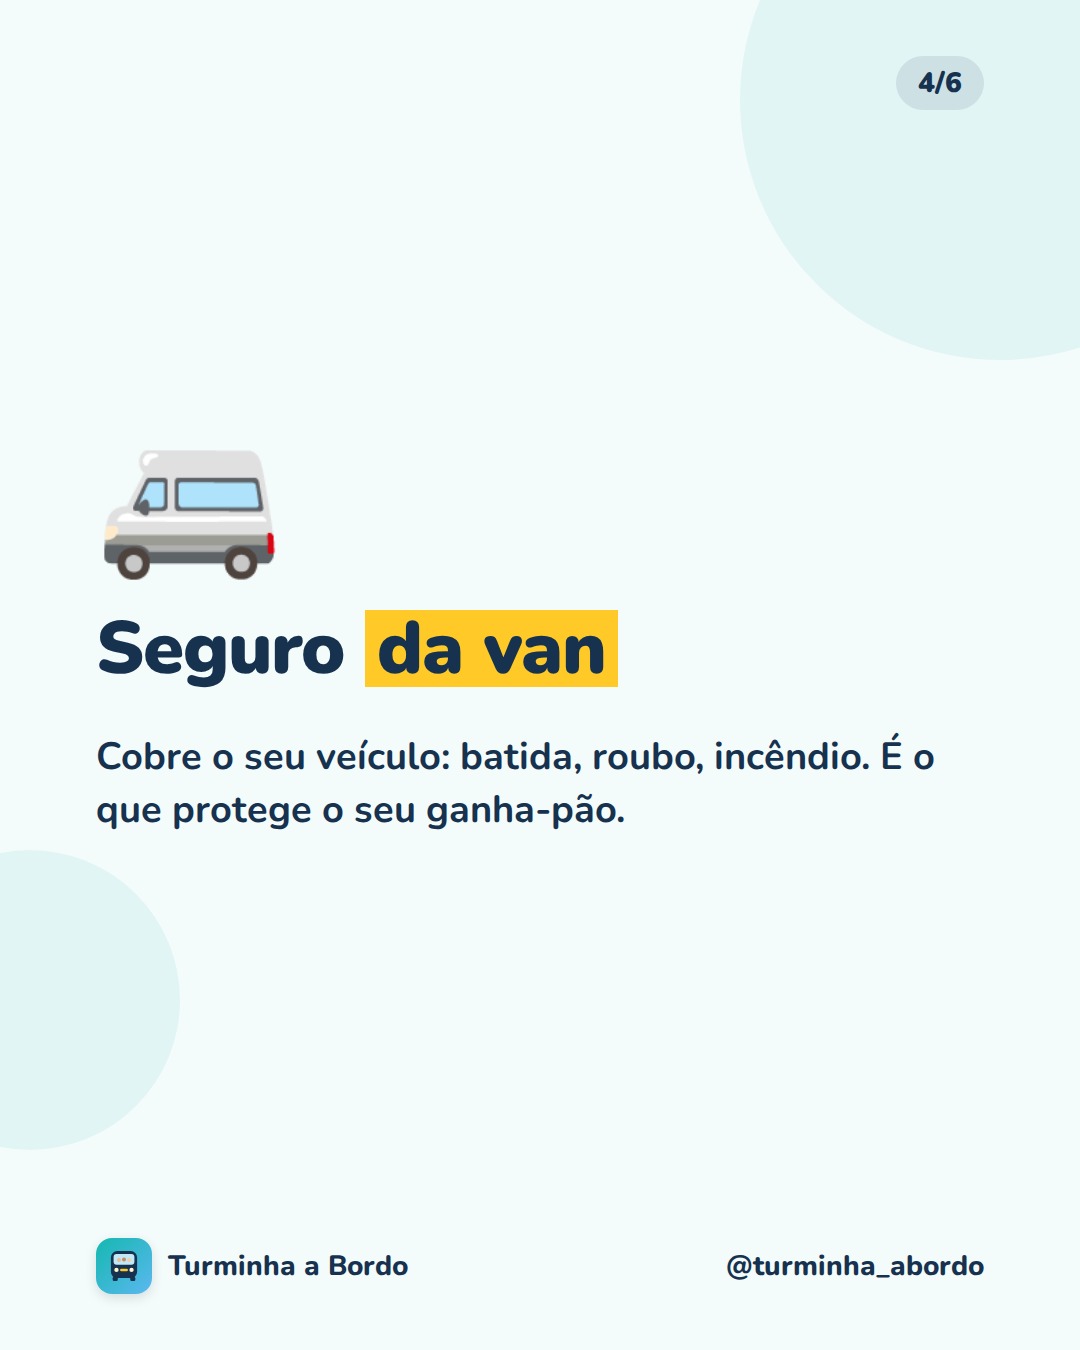 4/6
Seguro da van
Cobre o seu veículo: batida, roubo, incêndio. É o
que protege o seu ganha-pão.
Turminha a Bordo
@turminha_abordo